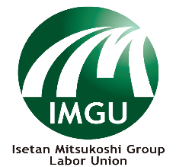 IMGU
Isetan Mitsukoshi Group
Labor Union